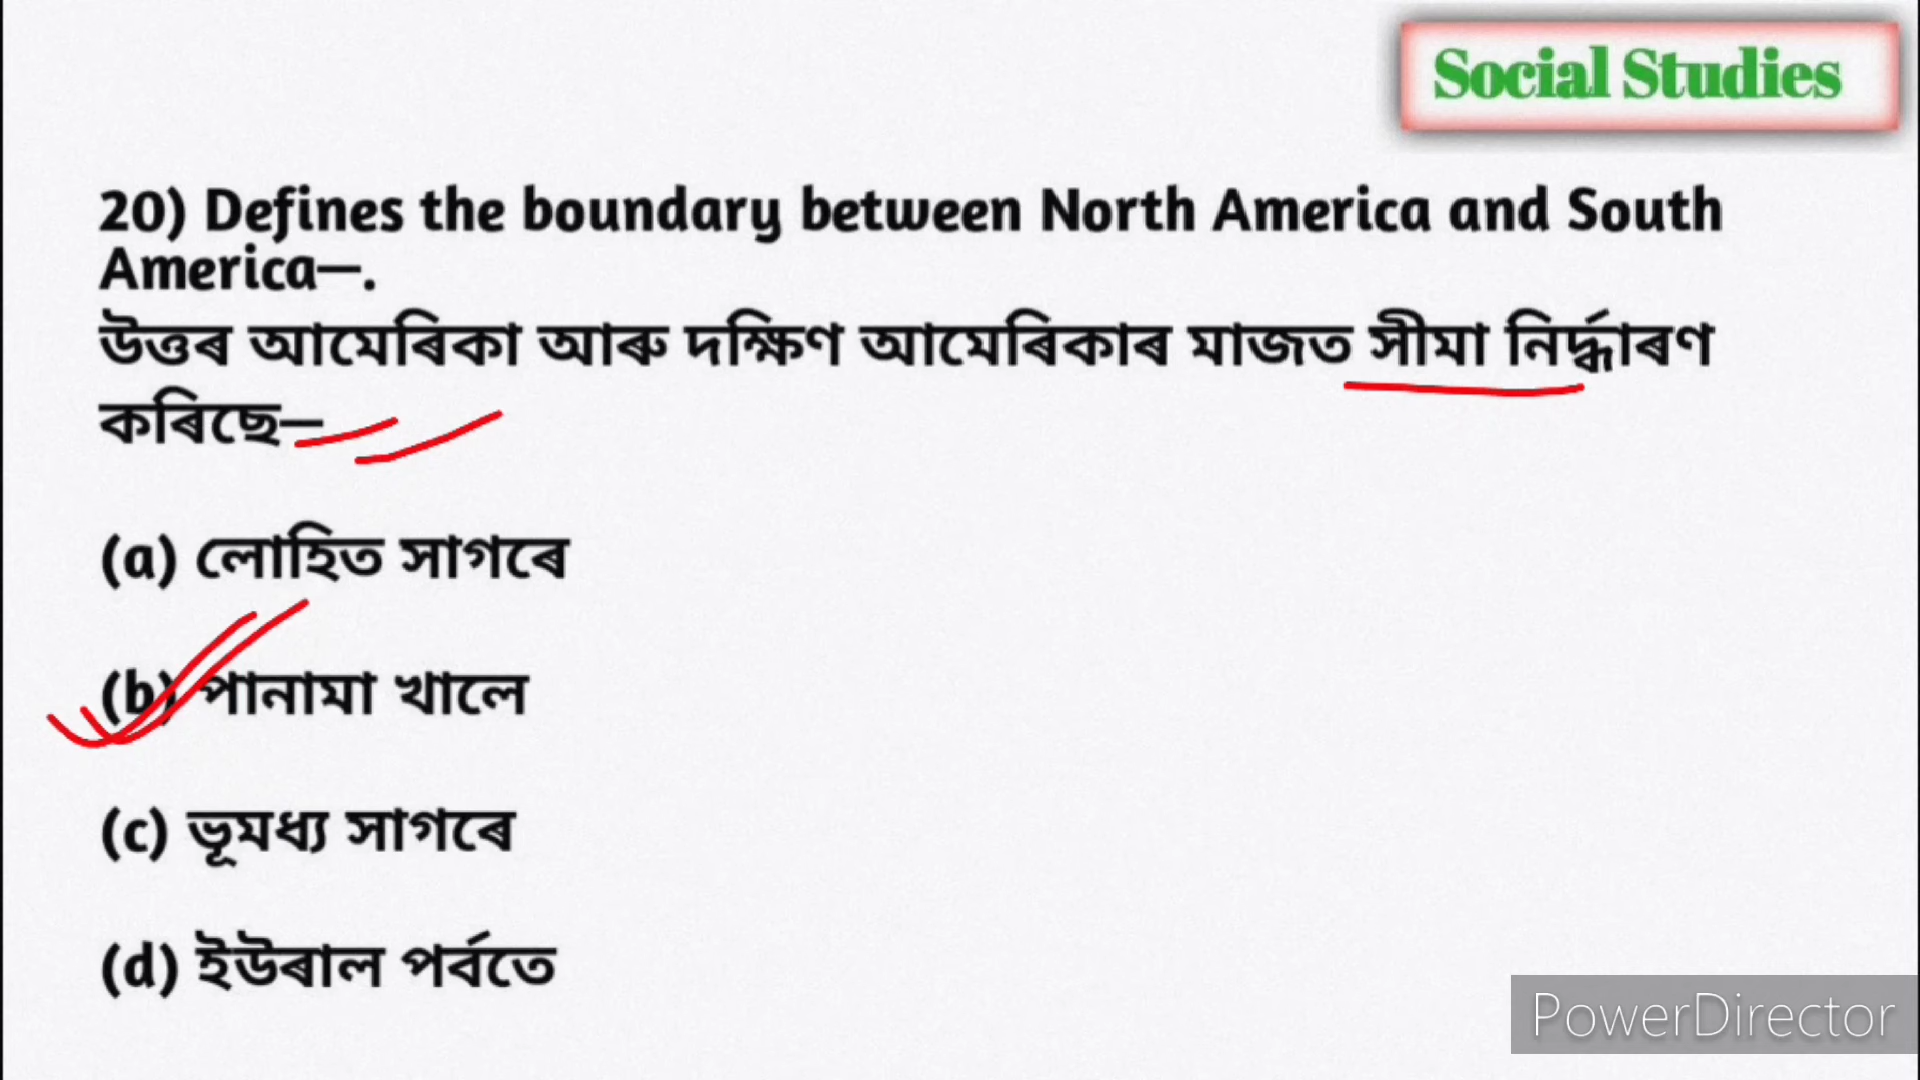 Social Studies
20) Defines the boundary between North America and South
America—.
উত্তৰ আমেৰিকা আৰু দক্ষিণ আমেৰিকাৰ মাজত সীমা নিৰ্দ্ধাৰণ
কৰিছে—
(a) লোহিত সাগৰে
(b) পানামা খালে
(c) ভূমধ্য সাগৰে
(d) ইউৰাল পৰ্বতে
PowerDirector